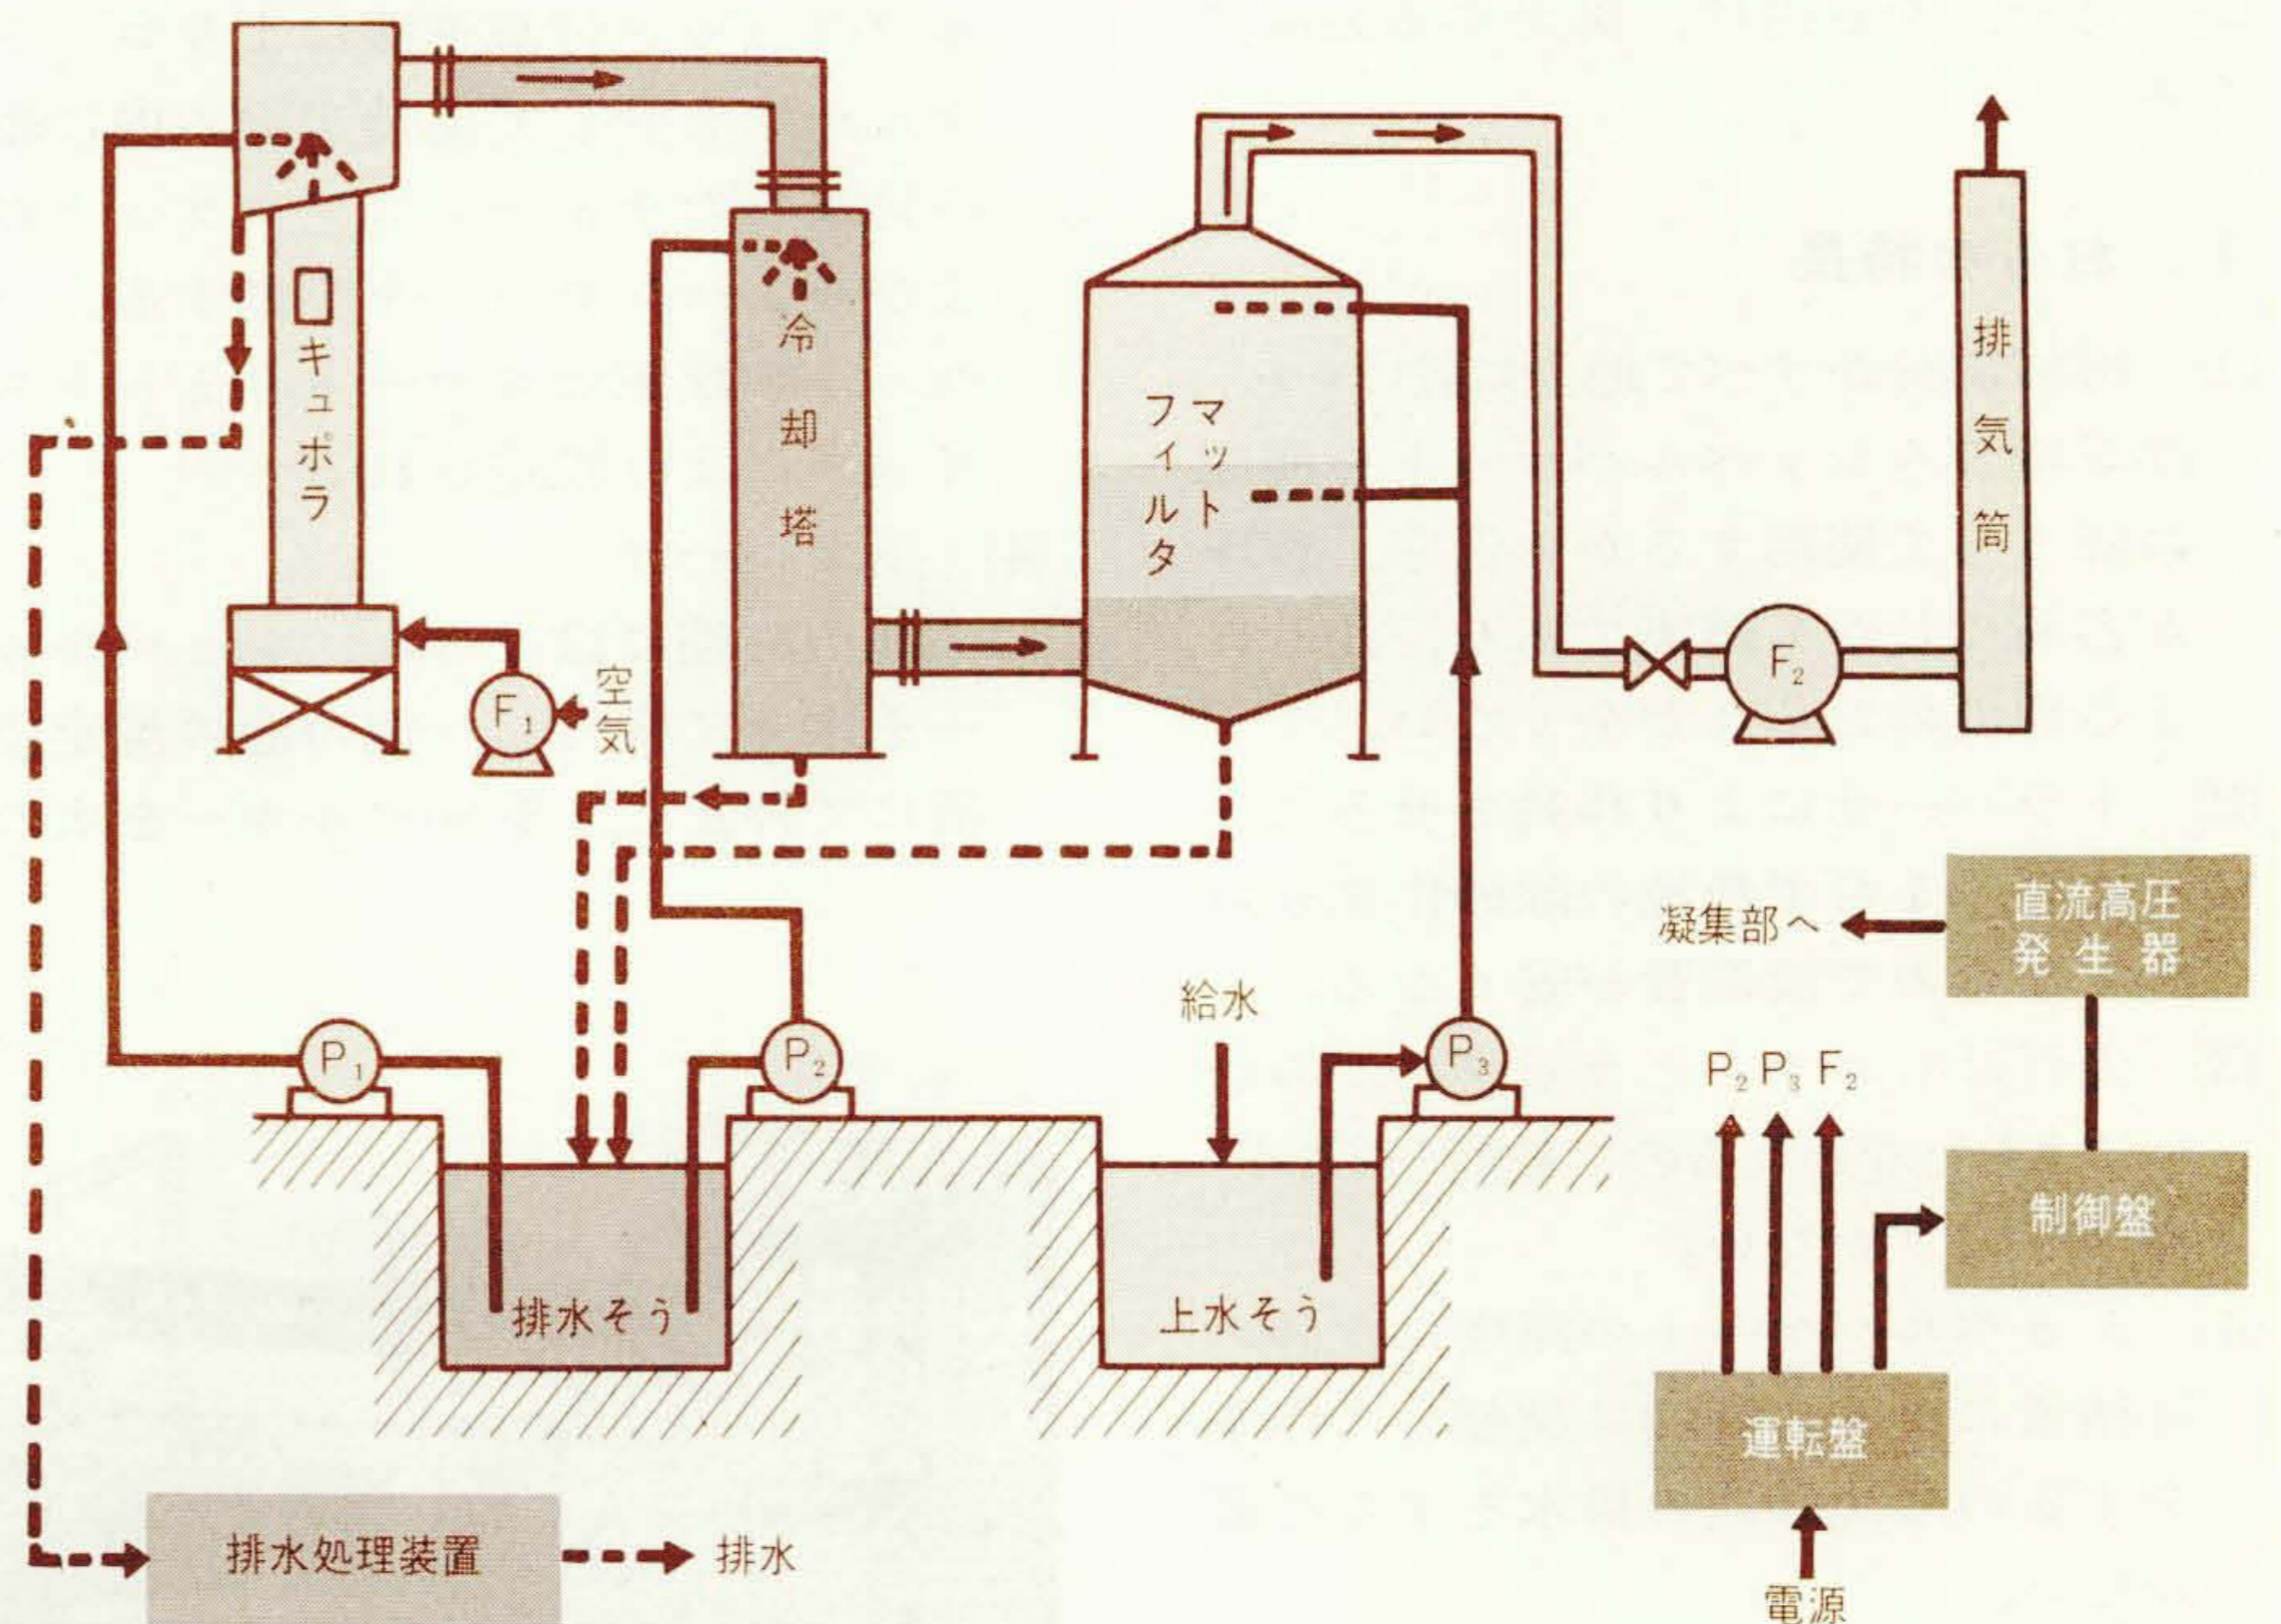 キュポラ
F₁
空気
冷却塔
マット
フィルタ
F₂
排気筒
P₁
P₂
給水
P₃
排水そう
上水そう
排水処理装置
排水
凝集部へ
直流高圧
発生器
P₂ P₃ F₂
制御盤
運転盤
電源